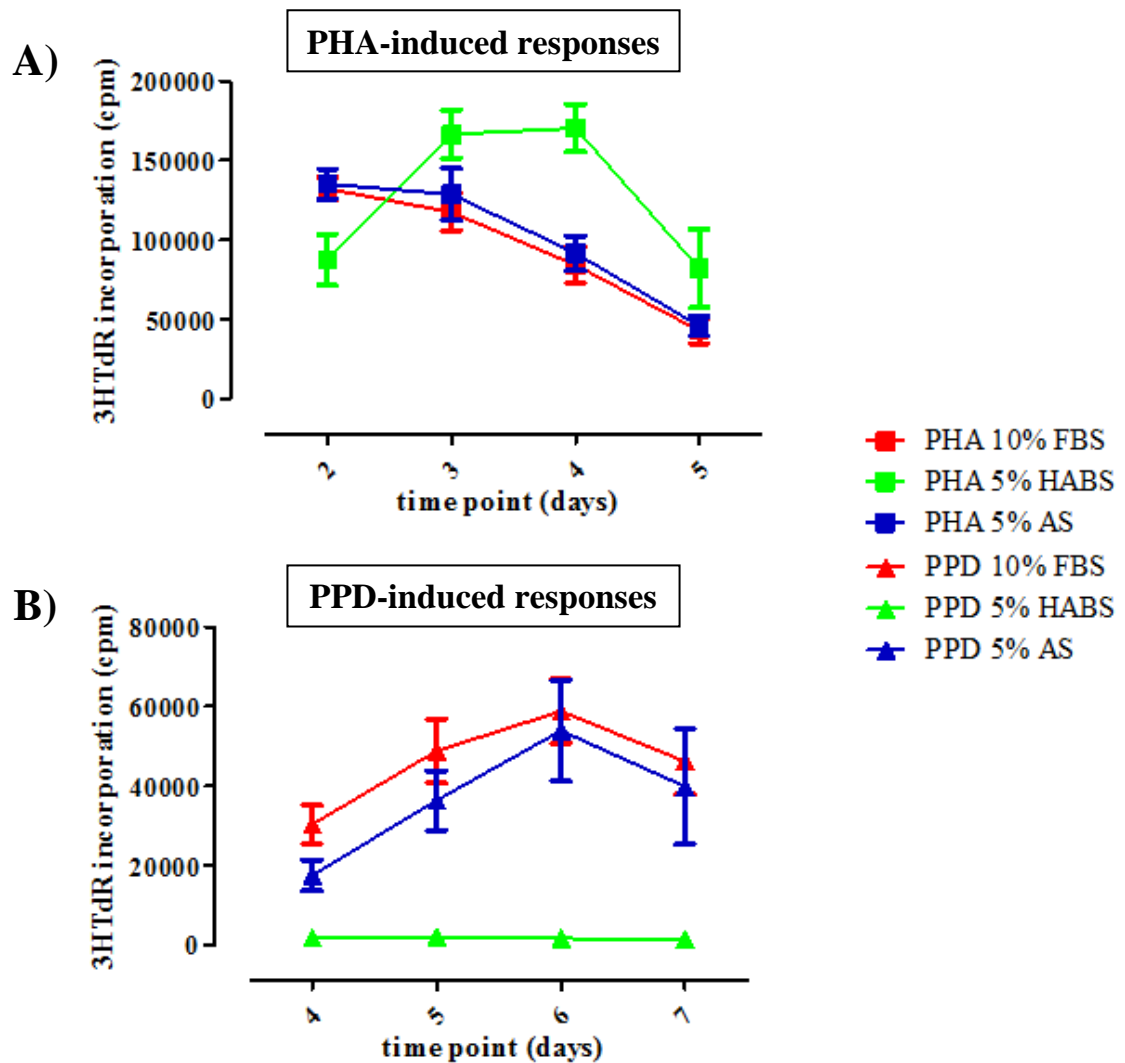 A)
PHA-induced responses
3HTdR incorporation (cpm)
200000
150000
100000
50000
0
2
3
4
5
time point (days)
PHA 10% FBS
PHA 5% HABS
PHA 5% AS
PPD 10% FBS
PPD 5% HABS
PPD 5% AS
B)
PPD-induced responses
3HTdR incorporation (cpm)
80000
60000
40000
20000
0
4
5
6
7
time point (days)